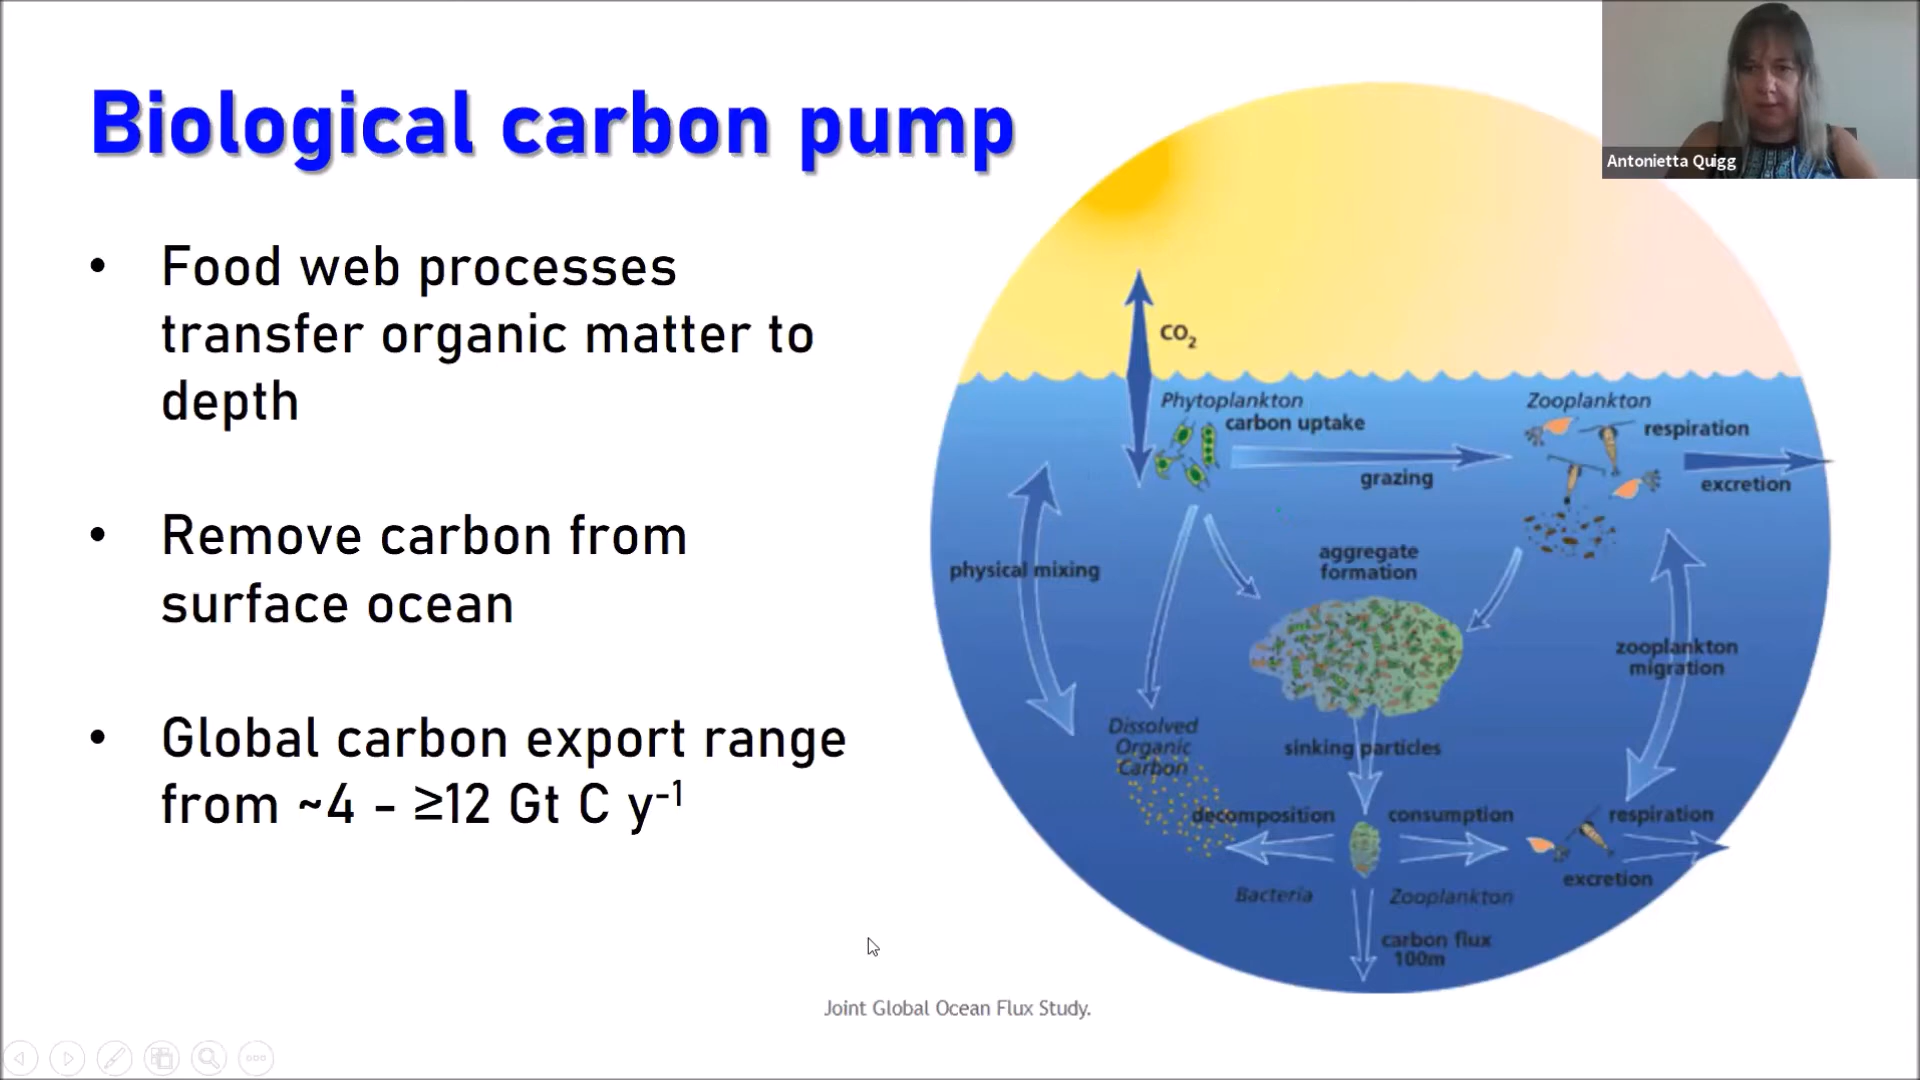 Biological carbon pump
Antonietta Quigg
• Food web processes
transfer organic matter to
depth
• Remove carbon from
surface ocean
• Global carbon export range
from ~4 - ≥12 Gt C y⁻¹
CO₂
Phytoplankton
carbon uptake
grazing
Zooplankton
respiration
excretion
physical mixing
aggregate
formation
zooplankton
migration
Dissolved
Organic
Carbon
sinking particles
decomposition
consumption
respiration
excretion
Bacteria
Zooplankton
carbon flux
100m
Joint Global Ocean Flux Study.